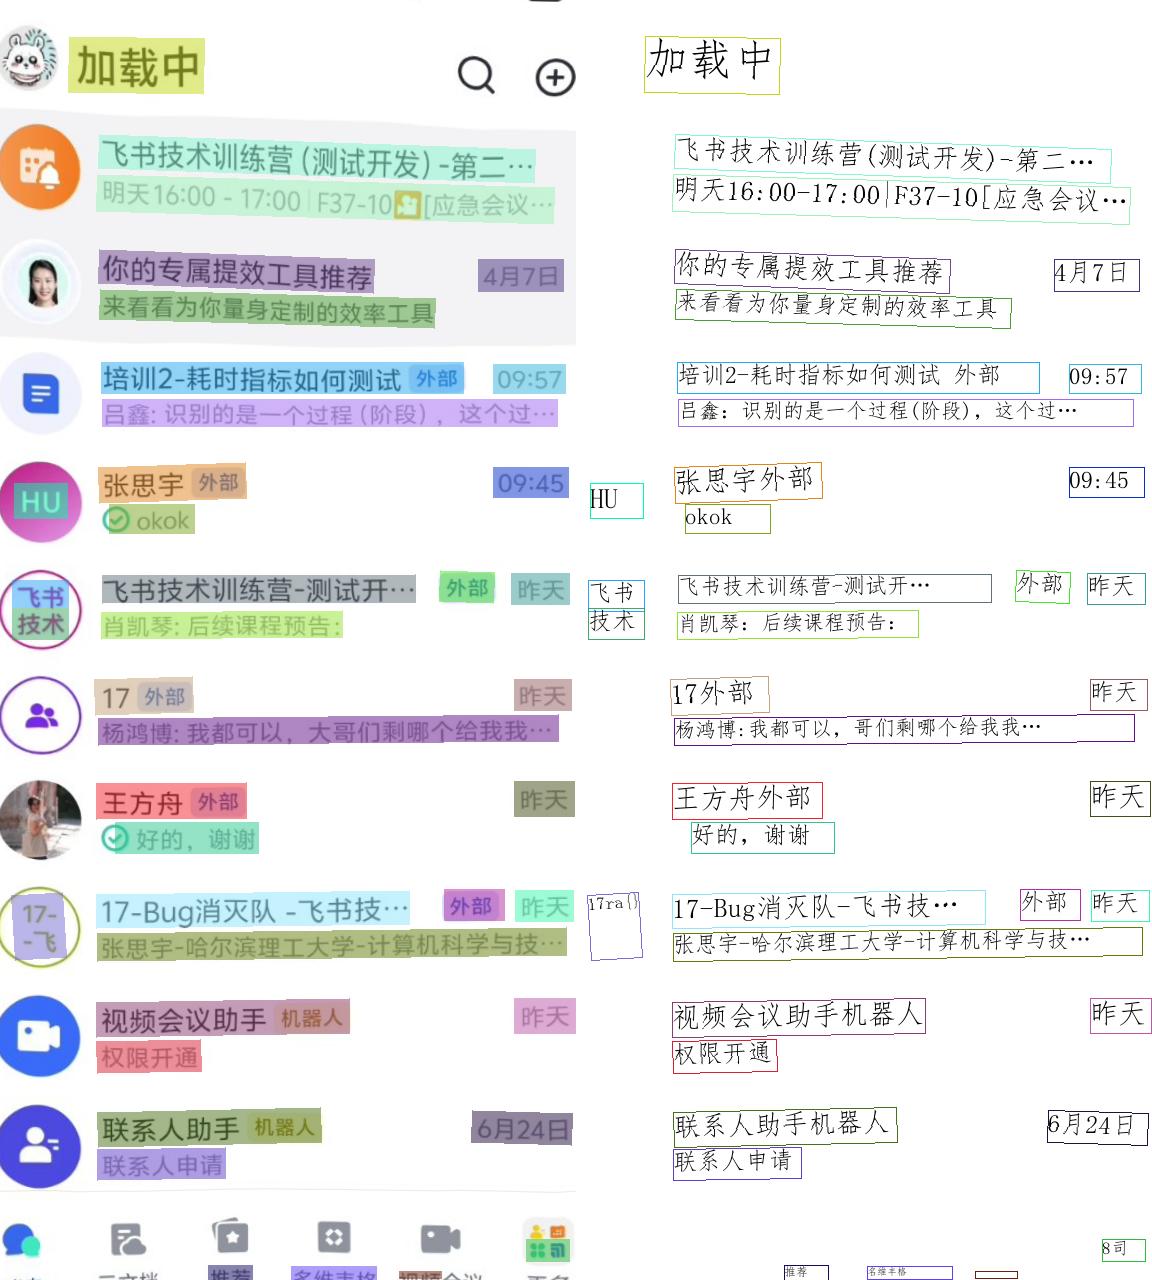 加载中
飞书技术训练营 (测试开发) -第二…
明天16:00 - 17:00 | F37-10 [应急会议…
你的专属提效工具推荐 4月7日
来看看为你量身定制的效率工具
培训2-耗时指标如何测试 外部 09:57
吕鑫: 识别的是一个过程 (阶段) ，这个过…
HU
张思宇 外部 09:45
okok
飞书
技术
飞书技术训练营-测试开… 外部 昨天
肖凯琴: 后续课程预告:
17 外部 昨天
杨鸿博: 我都可以，大哥们剩哪个给我我…
王方舟 外部 昨天
好的，谢谢
17-
-飞
17-Bug消灭队 -飞书技… 外部 昨天
张思宇-哈尔滨理工大学-计算机科学与技…
视频会议助手 机器人 昨天
权限开通
联系人助手 机器人 6月24日
联系人申请
云文档 推荐 多维表格 视频会议
加载中
飞书技术训练营(测试开发)-第二…
明天16:00-17:00|F37-10[应急会议…
你的专属提效工具推荐 4月7日
来看看为你量身定制的效率工具
培训2-耗时指标如何测试 外部 09:57
吕鑫: 识别的是一个过程(阶段), 这个过…
HU
张思宇外部 09:45
okok
飞书
技术
飞书技术训练营-测试开… 外部 昨天
肖凯琴: 后续课程预告:
17外部 昨天
杨鸿博:我都可以, 哥们剩哪个给我我…
王方舟外部 昨天
好的, 谢谢
17ra{}
17-Bug消灭队-飞书技… 外部 昨天
张思宇-哈尔滨理工大学-计算机科学与技…
视频会议助手机器人 昨天
权限开通
联系人助手机器人 6月24日
联系人申请
8司
推荐 名维丰格